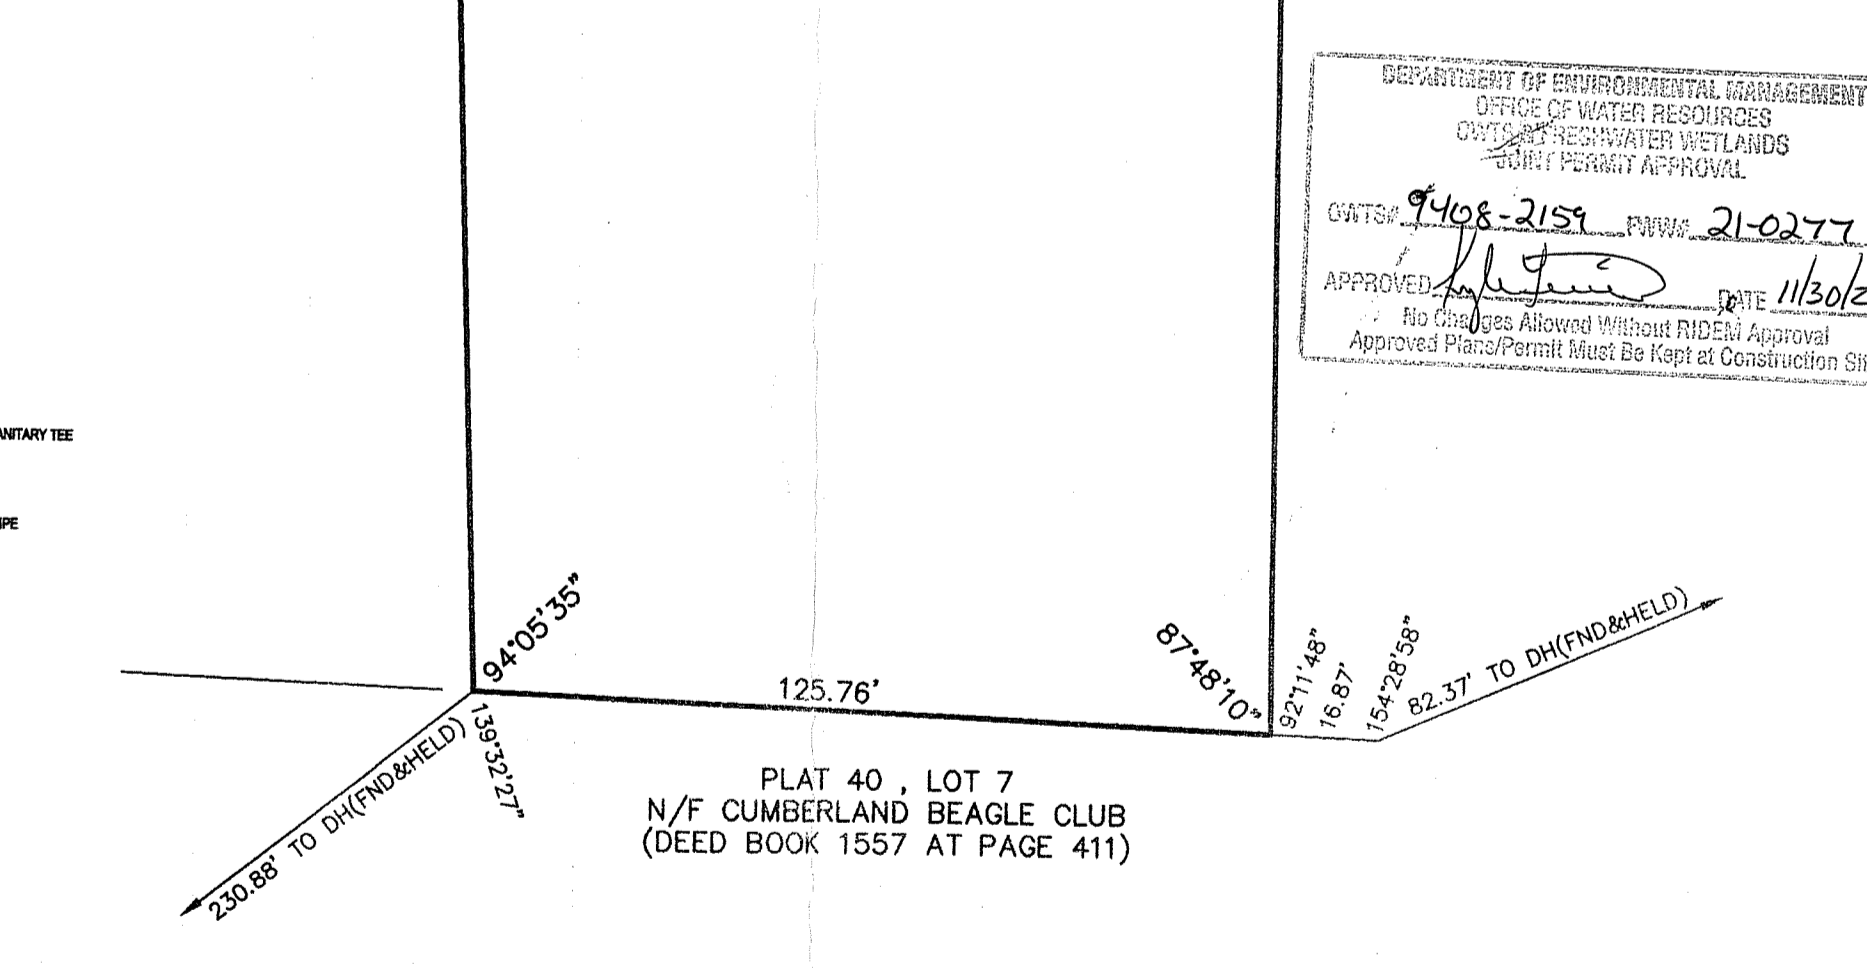 DEPARTMENT OF ENVIRONMENTAL MANAGEMENT
OFFICE OF WATER RESOURCES
OWTS FRESHWATER WETLANDS
JOINT PERMIT APPROVAL
OWTS# 9408-2159 FWW# 21-0277
APPROVED DATE 11/30/2
No Changes Allowed Without RIDEM Approval
Approved Plans/Permit Must Be Kept at Construction Sit
ANITARY TEE
IPE
94°05'35"
125.76'
87°48'10"
92°11'48"
16.87'
154°28'58"
82.37' TO DH(FND&HELD)
139°32'27"
230.88' TO DH(FND&HELD)
PLAT 40 , LOT 7
N/F CUMBERLAND BEAGLE CLUB
(DEED BOOK 1557 AT PAGE 411)